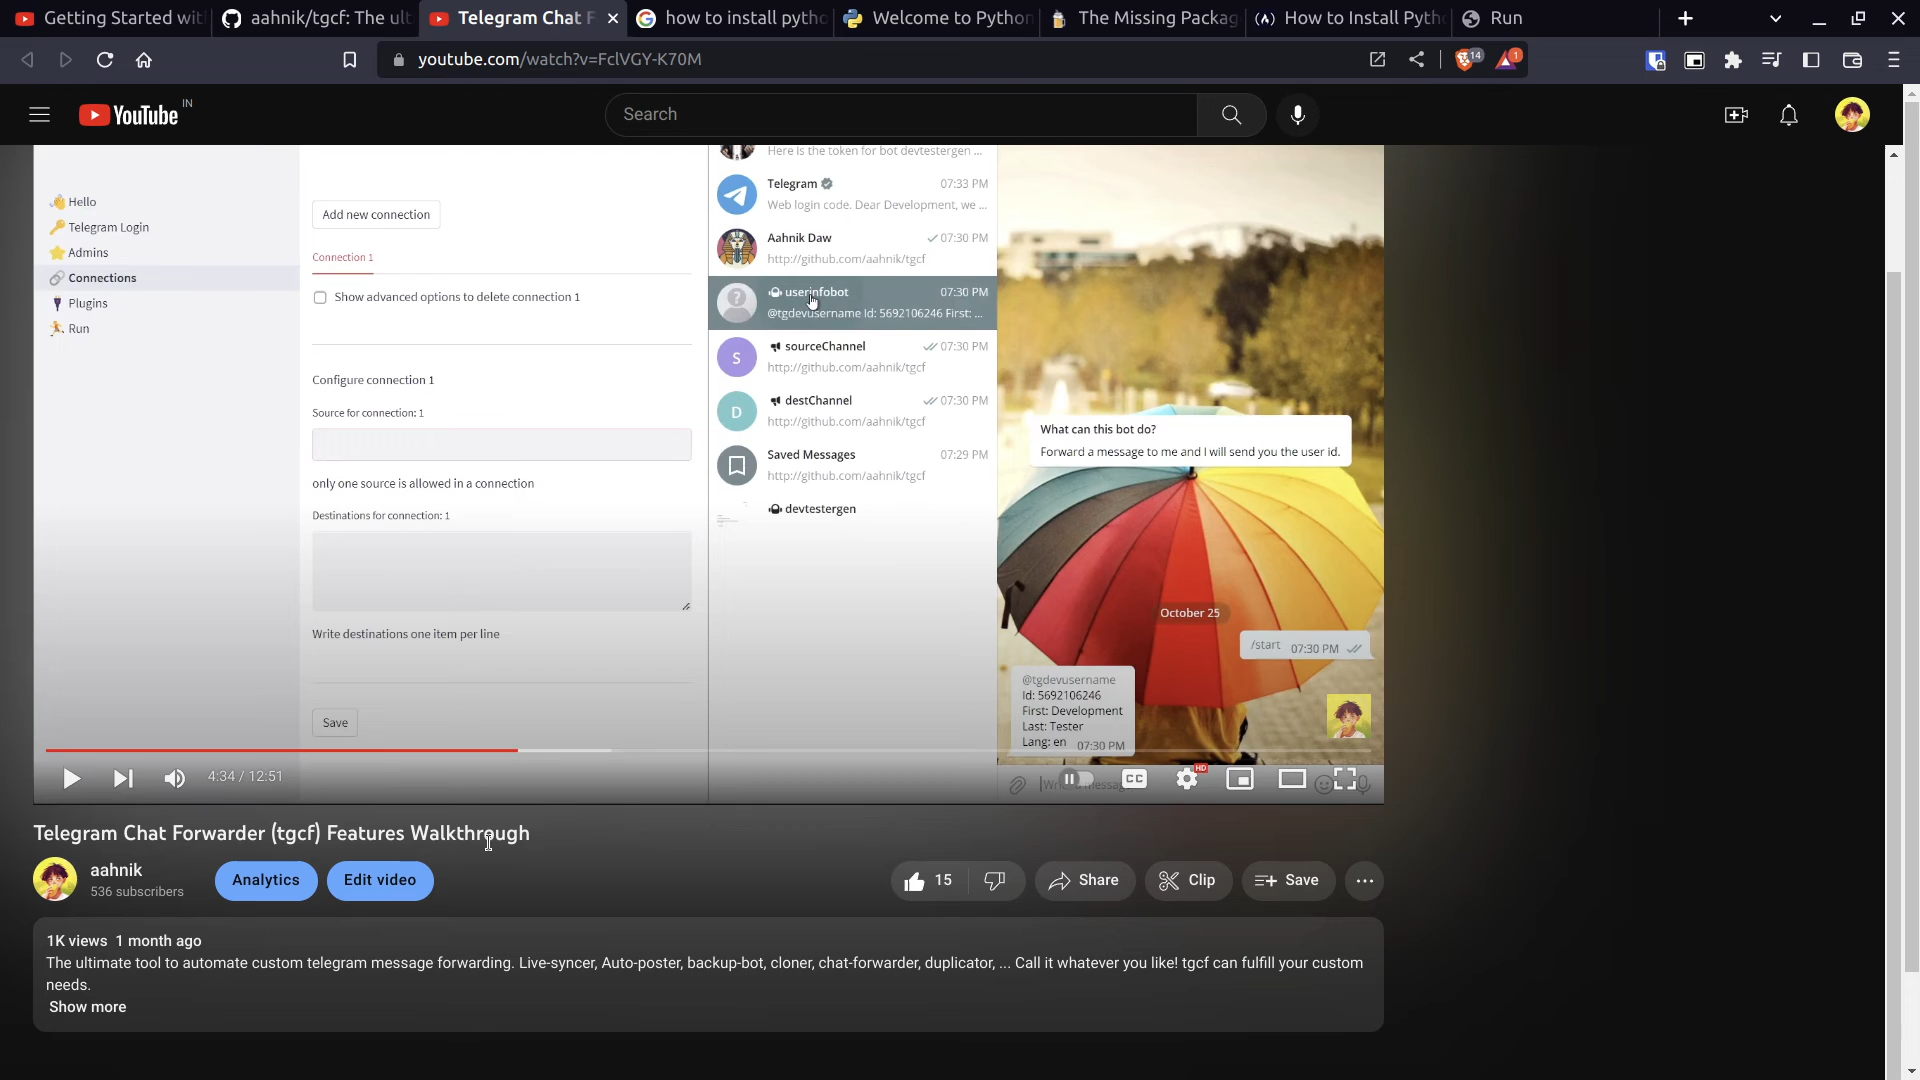 Getting Started wit
aahnik/tgcf: The ult
Telegram Chat F
how to install pytho
Welcome to Python
The Missing Packag
How to Install Pyth
Run
youtube.com/watch?v=FclVGY-K70M
14
1
YouTube IN
Search
Hello
Telegram Login
Admins
Connections
Plugins
Run
Add new connection
Connection 1
Show advanced options to delete connection 1
Configure connection 1
Source for connection: 1
only one source is allowed in a connection
Destinations for connection: 1
Write destinations one item per line
Save
Here is the token for bot devtestergen ...
Telegram 07:33 PM
Web login code. Dear Development, we ...
Aahnik Daw 07:30 PM
http://github.com/aahnik/tgcf
userinfobot 07:30 PM
@tgdevusername Id: 5692106246 First: ...
S
sourceChannel 07:30 PM
http://github.com/aahnik/tgcf
D
destChannel 07:30 PM
http://github.com/aahnik/tgcf
Saved Messages 07:29 PM
http://github.com/aahnik/tgcf
devtestergen
What can this bot do?
Forward a message to me and I will send you the user id.
October 25
/start 07:30 PM
@tgdevusername
Id: 5692106246
First: Development
Last: Tester
Lang: en 07:30 PM
4:34 / 12:51
CC
HD
Telegram Chat Forwarder (tgcf) Features Walkthrough
aahnik
536 subscribers
Analytics
Edit video
15
Share
Clip
Save
1K views 1 month ago
The ultimate tool to automate custom telegram message forwarding. Live-syncer, Auto-poster, backup-bot, cloner, chat-forwarder, duplicator, ... Call it whatever you like! tgcf can fulfill your custom
needs.
Show more